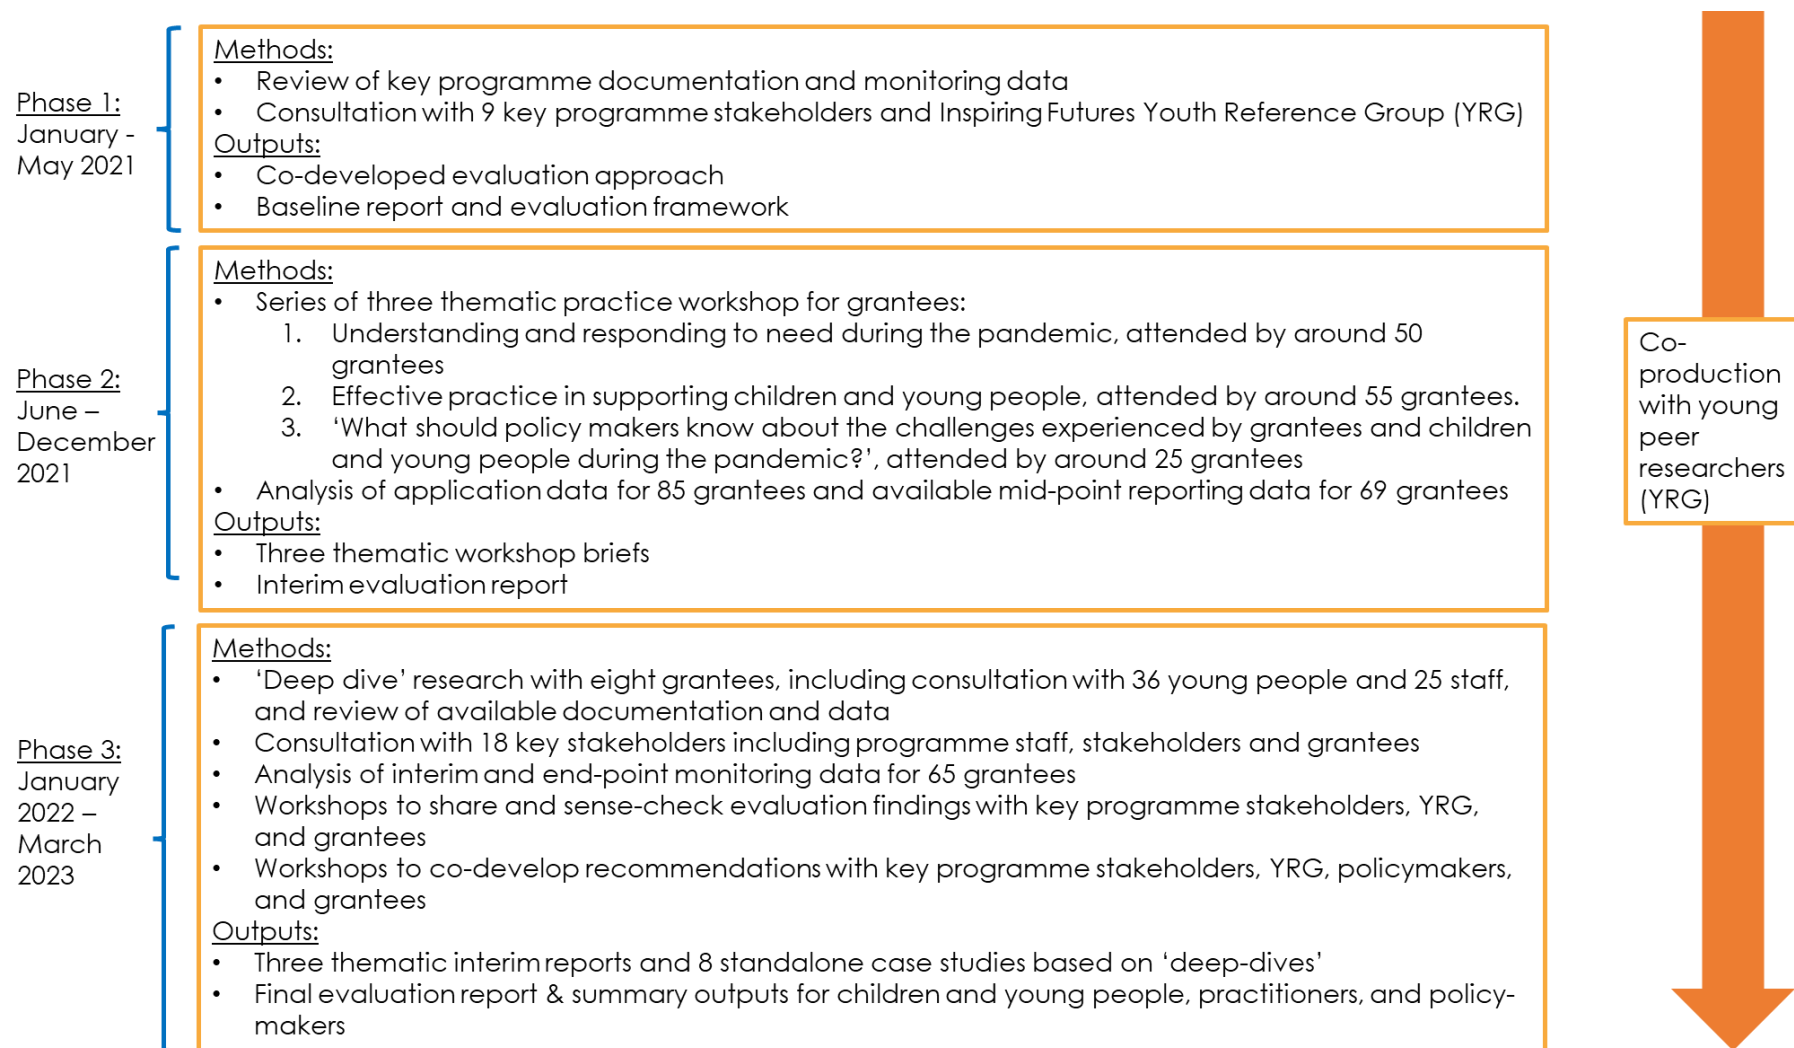 Phase 1:
January -
May 2021
Methods:
• Review of key programme documentation and monitoring data
• Consultation with 9 key programme stakeholders and Inspiring Futures Youth Reference Group (YRG)
Outputs:
• Co-developed evaluation approach
• Baseline report and evaluation framework
Phase 2:
June –
December
2021
Methods:
• Series of three thematic practice workshop for grantees:
1. Understanding and responding to need during the pandemic, attended by around 50
grantees
2. Effective practice in supporting children and young people, attended by around 55 grantees.
3. ‘What should policy makers know about the challenges experienced by grantees and children
and young people during the pandemic?’, attended by around 25 grantees
• Analysis of application data for 85 grantees and available mid-point reporting data for 69 grantees
Outputs:
• Three thematic workshop briefs
• Interim evaluation report
Phase 3:
January
2022 –
March
2023
Methods:
• ‘Deep dive’ research with eight grantees, including consultation with 36 young people and 25 staff,
and review of available documentation and data
• Consultation with 18 key stakeholders including programme staff, stakeholders and grantees
• Analysis of interim and end-point monitoring data for 65 grantees
• Workshops to share and sense-check evaluation findings with key programme stakeholders, YRG,
and grantees
• Workshops to co-develop recommendations with key programme stakeholders, YRG, policymakers,
and grantees
Outputs:
• Three thematic interim reports and 8 standalone case studies based on ‘deep-dives’
• Final evaluation report & summary outputs for children and young people, practitioners, and policy-
makers
Co-
production
with young
peer
researchers
(YRG)